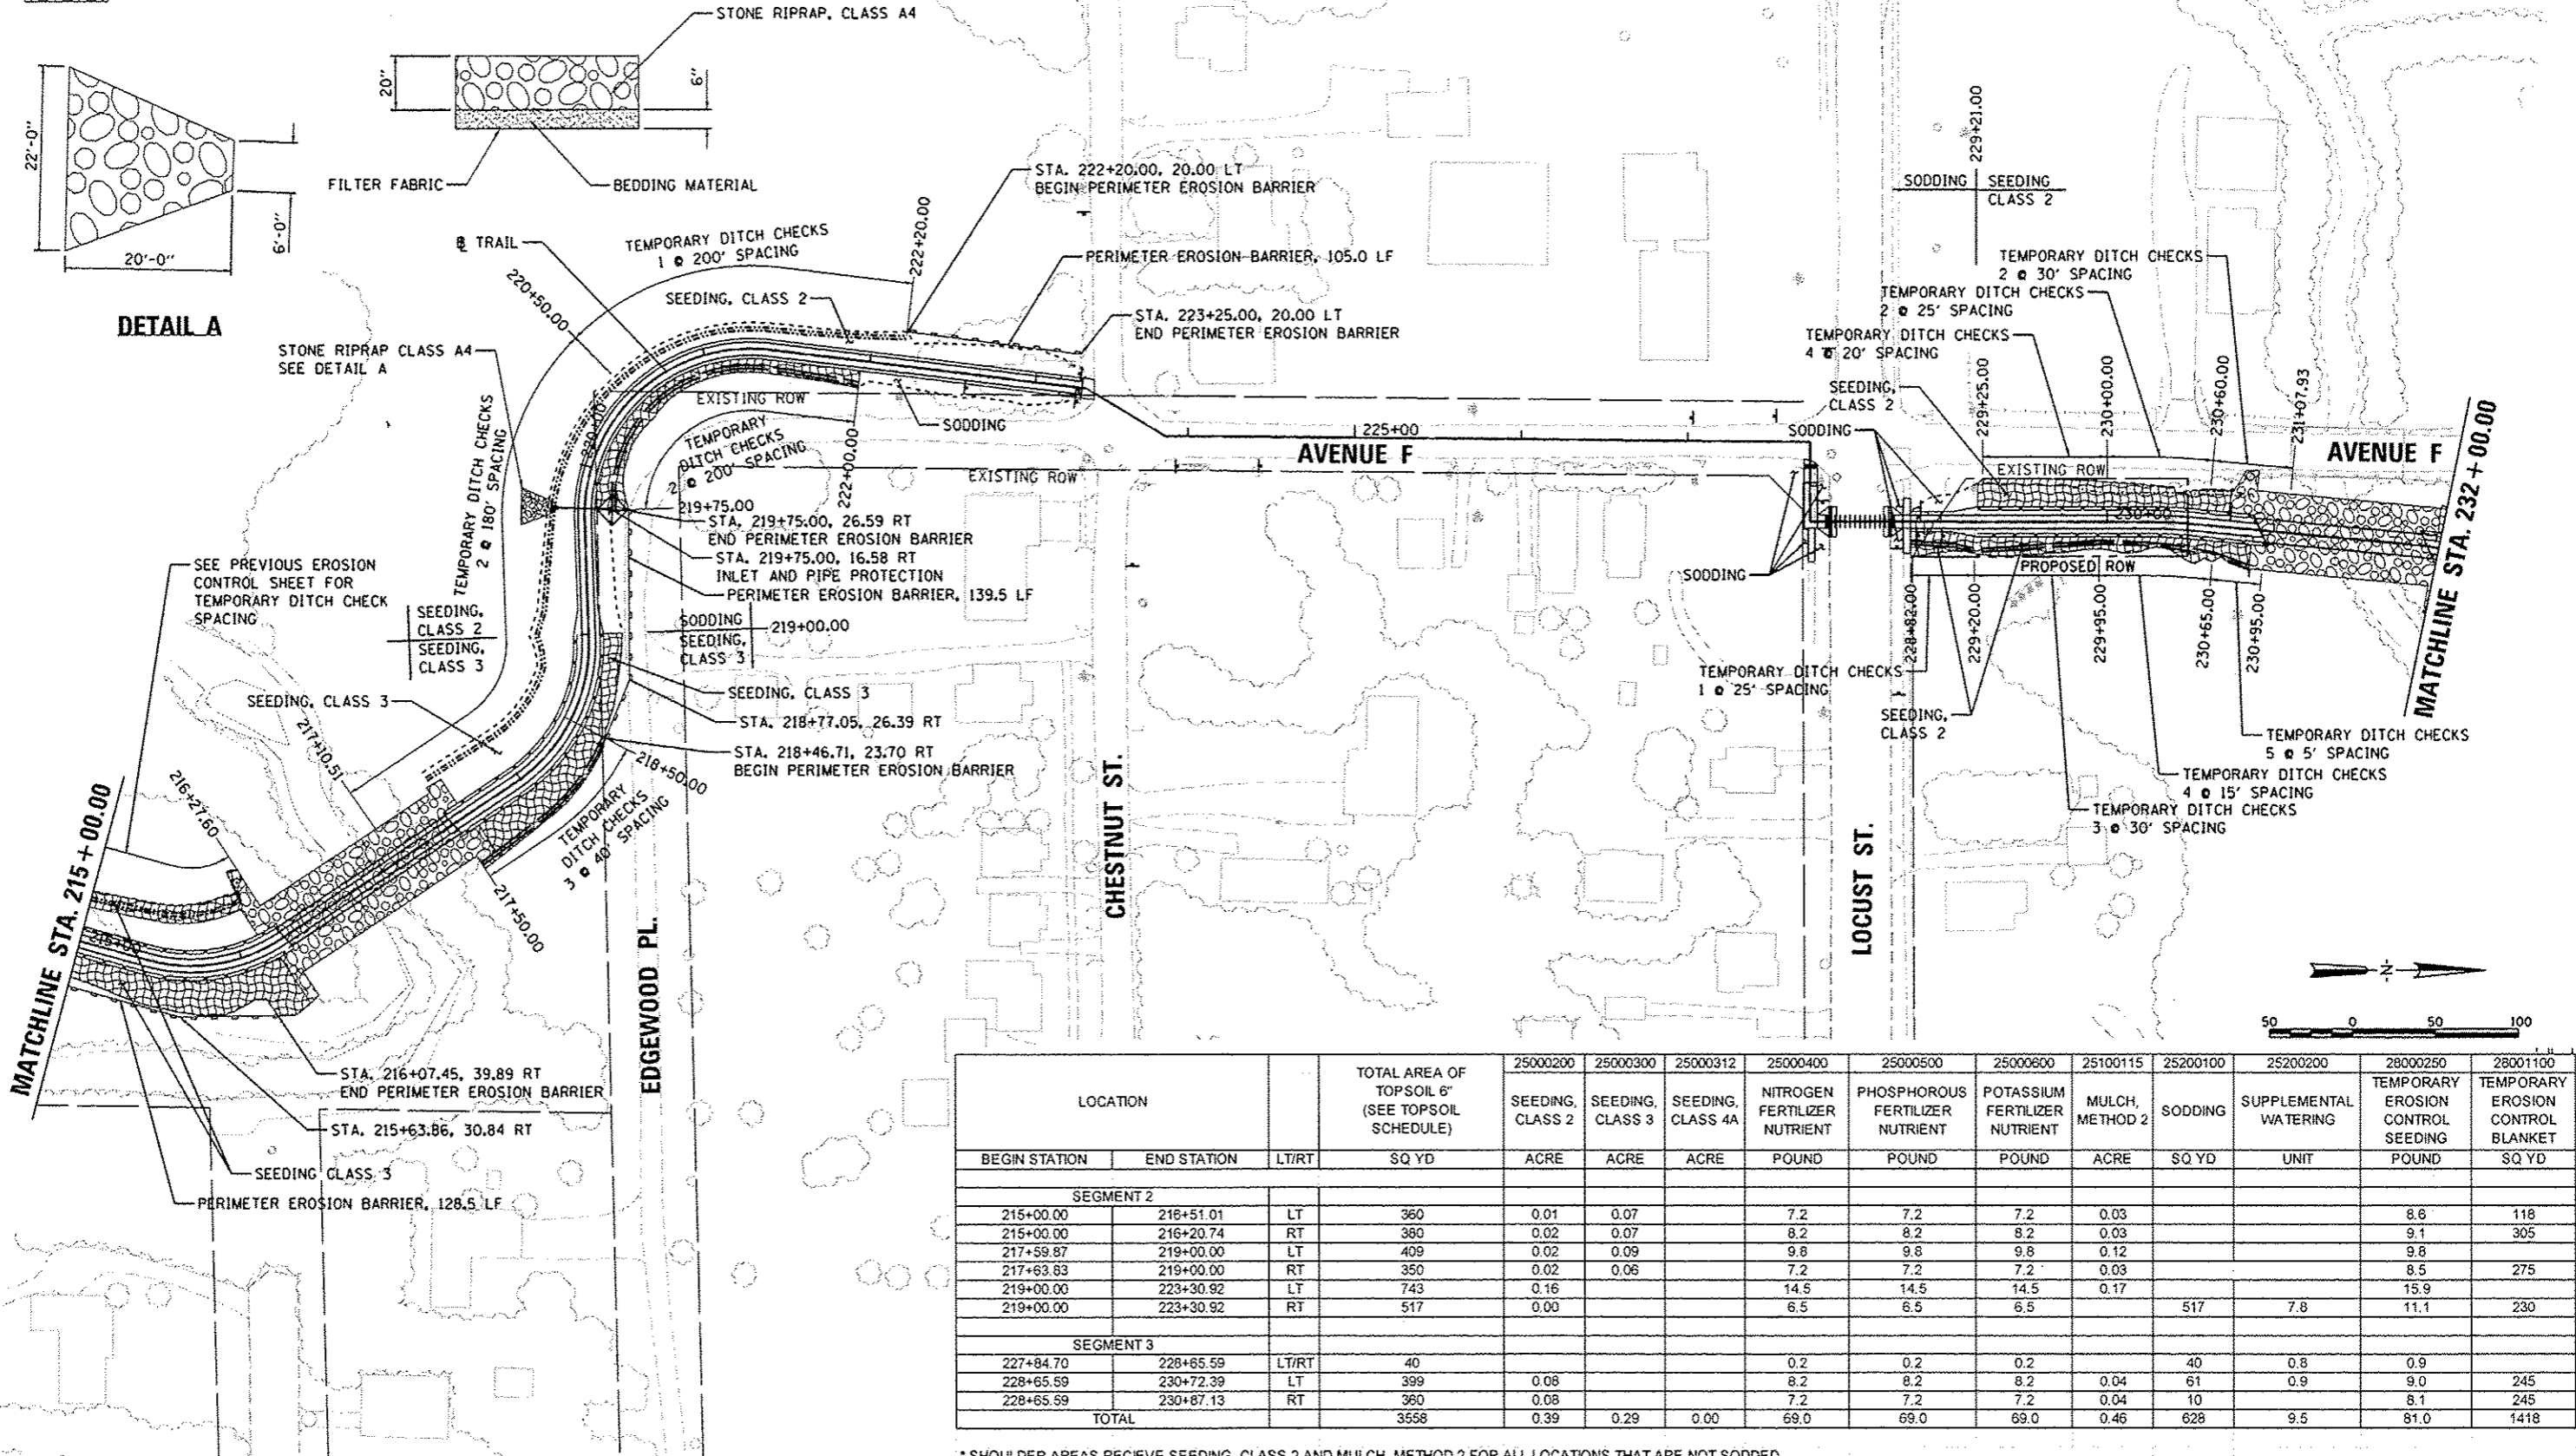 STONE RIPRAP, CLASS A4
20"
6"
22'-0"
6'-0"
20'-0"
FILTER FABRIC
BEDDING MATERIAL
DETAIL A
STONE RIPRAP CLASS A4
SEE DETAIL A
℄ TRAIL
TEMPORARY DITCH CHECKS
1 @ 200' SPACING
220+50.00
222+20.00
SEEDING, CLASS 2
STA. 222+20.00, 20.00 LT
BEGIN PERIMETER EROSION BARRIER
PERIMETER EROSION BARRIER, 105.0 LF
STA. 223+25.00, 20.00 LT
END PERIMETER EROSION BARRIER
EXISTING ROW
SODDING
TEMPORARY
DITCH CHECKS
2 @ 200' SPACING
222+00.00
TEMPORARY DITCH CHECKS
2 @ 180' SPACING
219+75.00
STA. 219+75.00, 26.59 RT
END PERIMETER EROSION BARRIER
STA. 219+75.00, 16.58 RT
INLET AND PIPE PROTECTION
PERIMETER EROSION BARRIER, 139.5 LF
SODDING
SEEDING,
CLASS 3
219+00.00
SEE PREVIOUS EROSION
CONTROL SHEET FOR
TEMPORARY DITCH CHECK
SPACING
SEEDING,
CLASS 2
SEEDING,
CLASS 3
SEEDING, CLASS 3
SEEDING, CLASS 3
STA. 218+77.05, 26.39 RT
STA. 218+46.71, 23.70 RT
BEGIN PERIMETER EROSION BARRIER
217+10.51
216+27.60
218+50.00
TEMPORARY
DITCH CHECKS
3 @ 40' SPACING
217+50.00
MATCHLINE STA. 215+00.00
STA. 216+07.45, 39.89 RT
END PERIMETER EROSION BARRIER
STA. 215+63.86, 30.84 RT
SEEDING CLASS 3
PERIMETER EROSION BARRIER, 128.5 LF
EDGEWOOD PL.
CHESTNUT ST.
LOCUST ST.
225+00
AVENUE F
EXISTING ROW
229+21.00
SODDING
SEEDING
CLASS 2
TEMPORARY DITCH CHECKS
2 @ 30' SPACING
TEMPORARY DITCH CHECKS
2 @ 25' SPACING
TEMPORARY DITCH CHECKS
4 @ 20' SPACING
SEEDING,
CLASS 2
SODDING
229+25.00
230+00.00
230+60.00
231+07.93
AVENUE F
EXISTING ROW
230+00
PROPOSED ROW
SODDING
228+82.00
229+20.00
229+95.00
230+65.00
230+95.00
MATCHLINE STA. 232+00.00
TEMPORARY DITCH CHECKS
1 @ 25' SPACING
SEEDING,
CLASS 2
TEMPORARY DITCH CHECKS
5 @ 5' SPACING
TEMPORARY DITCH CHECKS
4 @ 15' SPACING
TEMPORARY DITCH CHECKS
3 @ 30' SPACING
Z
50 0 50 100
LOCATION TOTAL AREA OF TOPSOIL 6" (SEE TOPSOIL SCHEDULE) 25000200 25000300 25000312 25000400 25000500 25000600 25100115 25200100 25200200 28000250 28001100
SEEDING, CLASS 2 SEEDING, CLASS 3 SEEDING, CLASS 4A NITROGEN FERTILIZER NUTRIENT PHOSPHOROUS FERTILIZER NUTRIENT POTASSIUM FERTILIZER NUTRIENT MULCH, METHOD 2 SODDING SUPPLEMENTAL WATERING TEMPORARY EROSION CONTROL SEEDING TEMPORARY EROSION CONTROL BLANKET
BEGIN STATION END STATION LT/RT SQ YD ACRE ACRE ACRE POUND POUND POUND ACRE SQ YD UNIT POUND SQ YD
SEGMENT 2
215+00.00 216+51.01 LT 360 0.01 0.07 7.2 7.2 7.2 0.03 8.6 118
215+00.00 216+20.74 RT 380 0.02 0.07 8.2 8.2 8.2 0.03 9.1 305
217+59.87 219+00.00 LT 409 0.02 0.09 9.8 9.8 9.8 0.12 9.8
217+63.83 219+00.00 RT 350 0.02 0.06 7.2 7.2 7.2 0.03 8.5 275
219+00.00 223+30.92 LT 743 0.16 14.5 14.5 14.5 0.17 15.9
219+00.00 223+30.92 RT 517 0.00 6.5 6.5 6.5 517 7.8 11.1 230
SEGMENT 3
227+84.70 228+65.59 LT/RT 40 0.2 0.2 0.2 40 0.8 0.9
228+65.59 230+72.39 LT 399 0.08 8.2 8.2 8.2 0.04 61 0.9 9.0 245
228+65.59 230+87.13 RT 360 0.08 7.2 7.2 7.2 0.04 10 8.1 245
TOTAL 3558 0.39 0.29 0.00 69.0 69.0 69.0 0.46 628 9.5 81.0 1418
* SHOULDER AREAS RECIEVE SEEDING, CLASS 2 AND MULCH, METHOD 2 FOR ALL LOCATIONS THAT ARE NOT SODDED